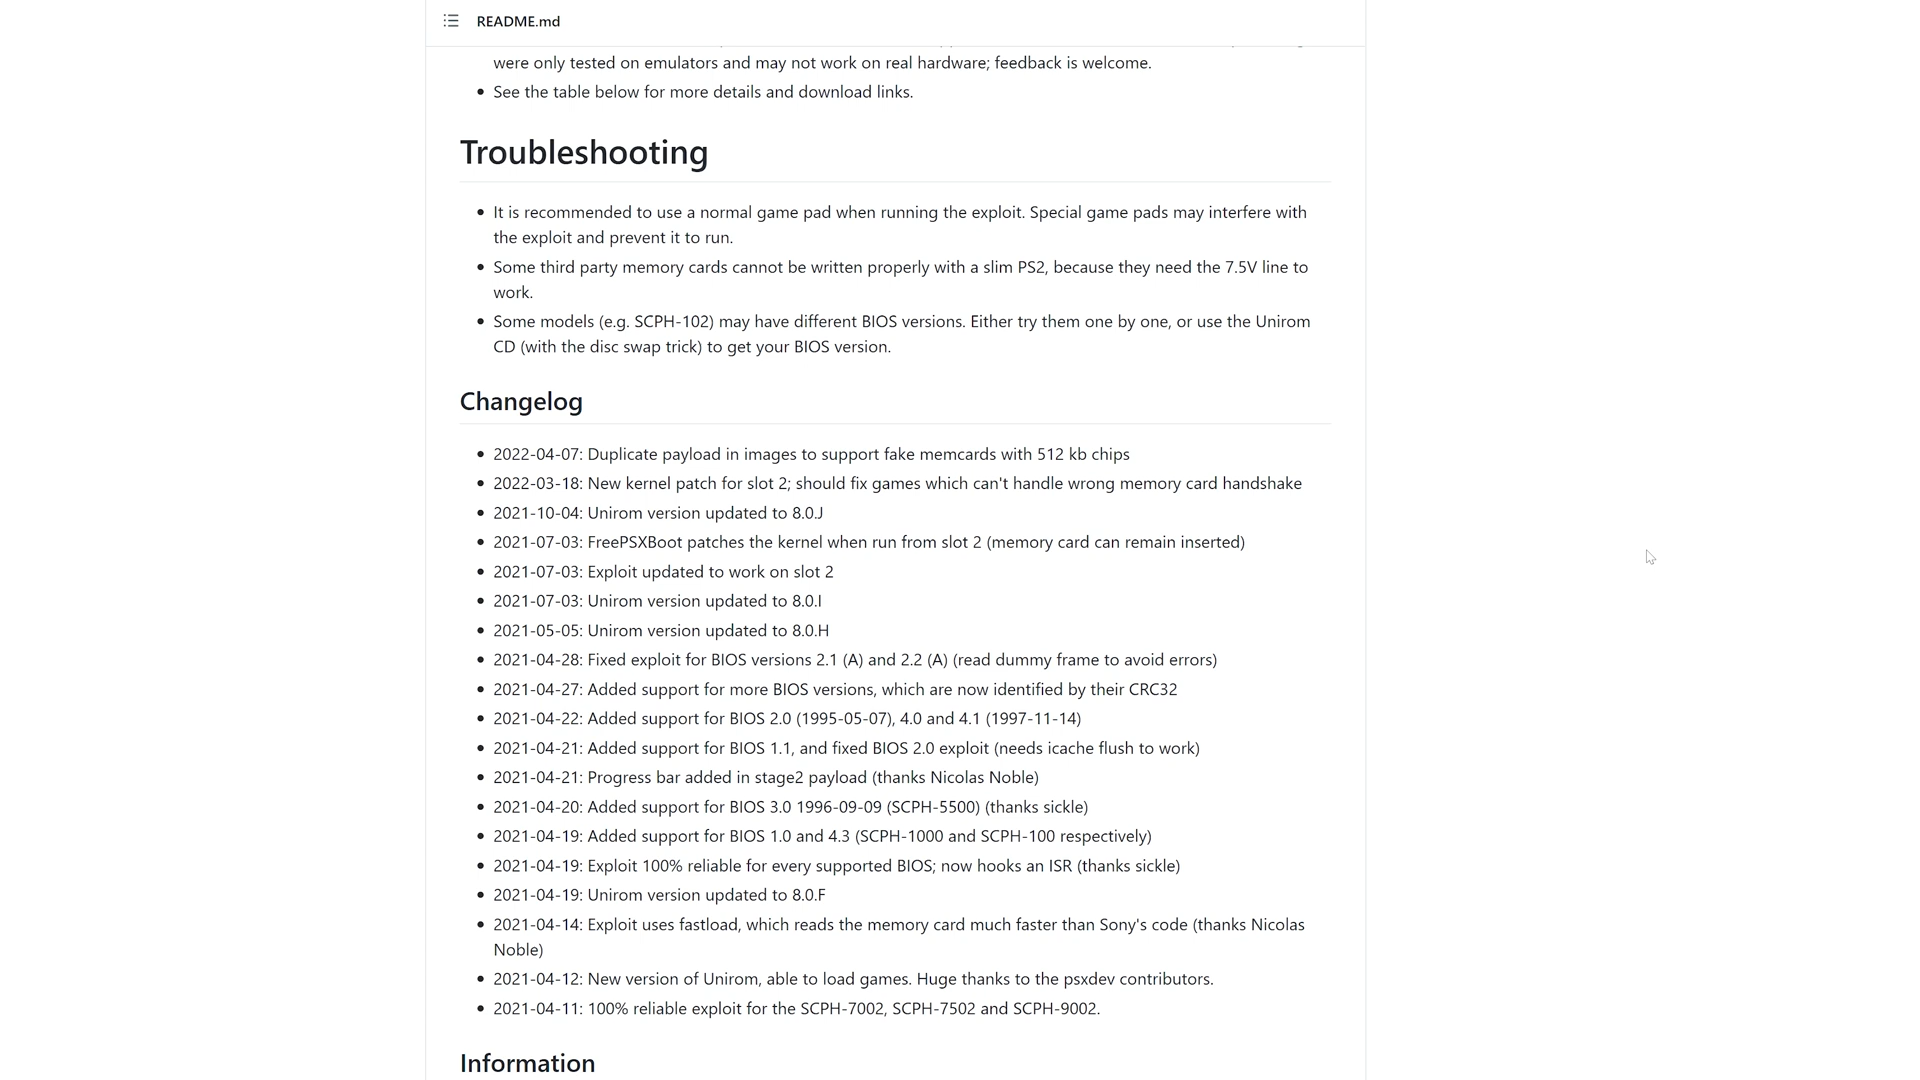 README.md
were only tested on emulators and may not work on real hardware; feedback is welcome.
See the table below for more details and download links.
Troubleshooting
It is recommended to use a normal game pad when running the exploit. Special game pads may interfere with
the exploit and prevent it to run.
Some third party memory cards cannot be written properly with a slim PS2, because they need the 7.5V line to
work.
Some models (e.g. SCPH-102) may have different BIOS versions. Either try them one by one, or use the Unirom
CD (with the disc swap trick) to get your BIOS version.
Changelog
2022-04-07: Duplicate payload in images to support fake memcards with 512 kb chips
2022-03-18: New kernel patch for slot 2; should fix games which can't handle wrong memory card handshake
2021-10-04: Unirom version updated to 8.0.J
2021-07-03: FreePSXBoot patches the kernel when run from slot 2 (memory card can remain inserted)
2021-07-03: Exploit updated to work on slot 2
2021-07-03: Unirom version updated to 8.0.I
2021-05-05: Unirom version updated to 8.0.H
2021-04-28: Fixed exploit for BIOS versions 2.1 (A) and 2.2 (A) (read dummy frame to avoid errors)
2021-04-27: Added support for more BIOS versions, which are now identified by their CRC32
2021-04-22: Added support for BIOS 2.0 (1995-05-07), 4.0 and 4.1 (1997-11-14)
2021-04-21: Added support for BIOS 1.1, and fixed BIOS 2.0 exploit (needs icache flush to work)
2021-04-21: Progress bar added in stage2 payload (thanks Nicolas Noble)
2021-04-20: Added support for BIOS 3.0 1996-09-09 (SCPH-5500) (thanks sickle)
2021-04-19: Added support for BIOS 1.0 and 4.3 (SCPH-1000 and SCPH-100 respectively)
2021-04-19: Exploit 100% reliable for every supported BIOS; now hooks an ISR (thanks sickle)
2021-04-19: Unirom version updated to 8.0.F
2021-04-14: Exploit uses fastload, which reads the memory card much faster than Sony's code (thanks Nicolas
Noble)
2021-04-12: New version of Unirom, able to load games. Huge thanks to the psxdev contributors.
2021-04-11: 100% reliable exploit for the SCPH-7002, SCPH-7502 and SCPH-9002.
Information